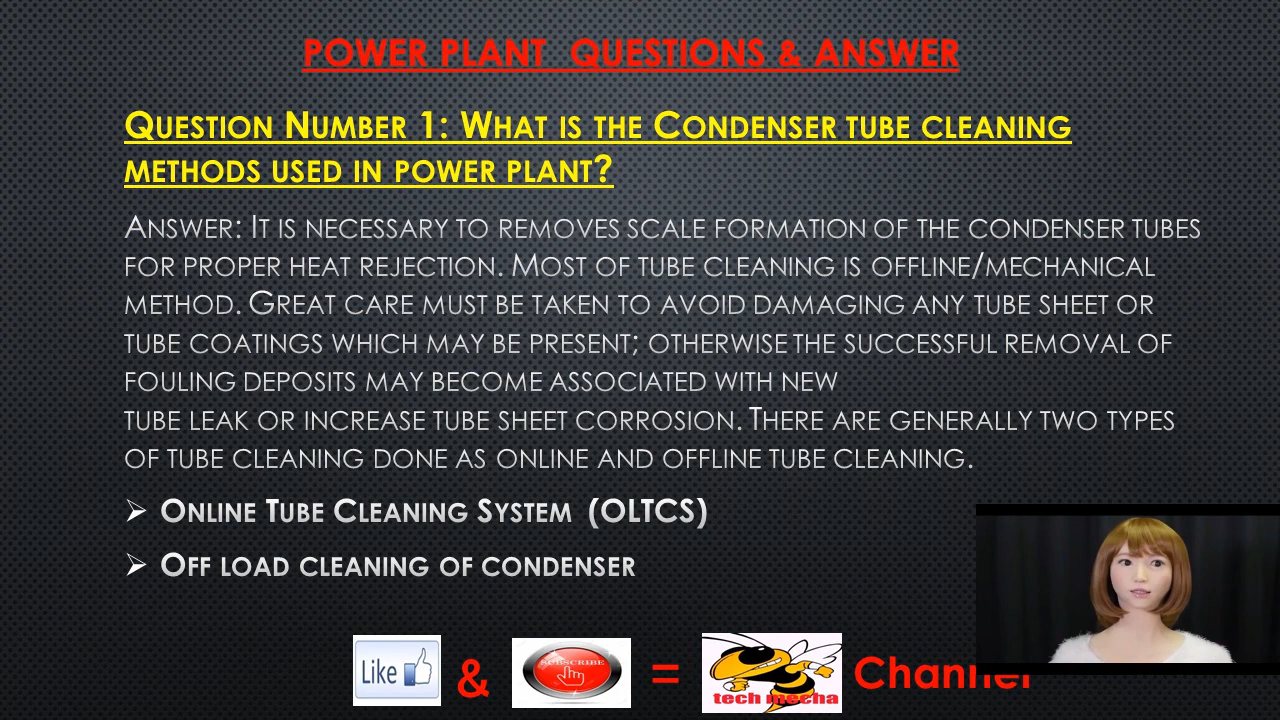 POWER PLANT QUESTIONS & ANSWER
QUESTION NUMBER 1: WHAT IS THE CONDENSER TUBE CLEANING
METHODS USED IN POWER PLANT?
ANSWER: IT IS NECESSARY TO REMOVES SCALE FORMATION OF THE CONDENSER TUBES
FOR PROPER HEAT REJECTION. MOST OF TUBE CLEANING IS OFFLINE/MECHANICAL
METHOD. GREAT CARE MUST BE TAKEN TO AVOID DAMAGING ANY TUBE SHEET OR
TUBE COATINGS WHICH MAY BE PRESENT; OTHERWISE THE SUCCESSFUL REMOVAL OF
FOULING DEPOSITS MAY BECOME ASSOCIATED WITH NEW
TUBE LEAK OR INCREASE TUBE SHEET CORROSION. THERE ARE GENERALLY TWO TYPES
OF TUBE CLEANING DONE AS ONLINE AND OFFLINE TUBE CLEANING.
➢ ONLINE TUBE CLEANING SYSTEM (OLTCS)
➢ OFF LOAD CLEANING OF CONDENSER
Like & SUBSCRIBE = tech mecha Channel